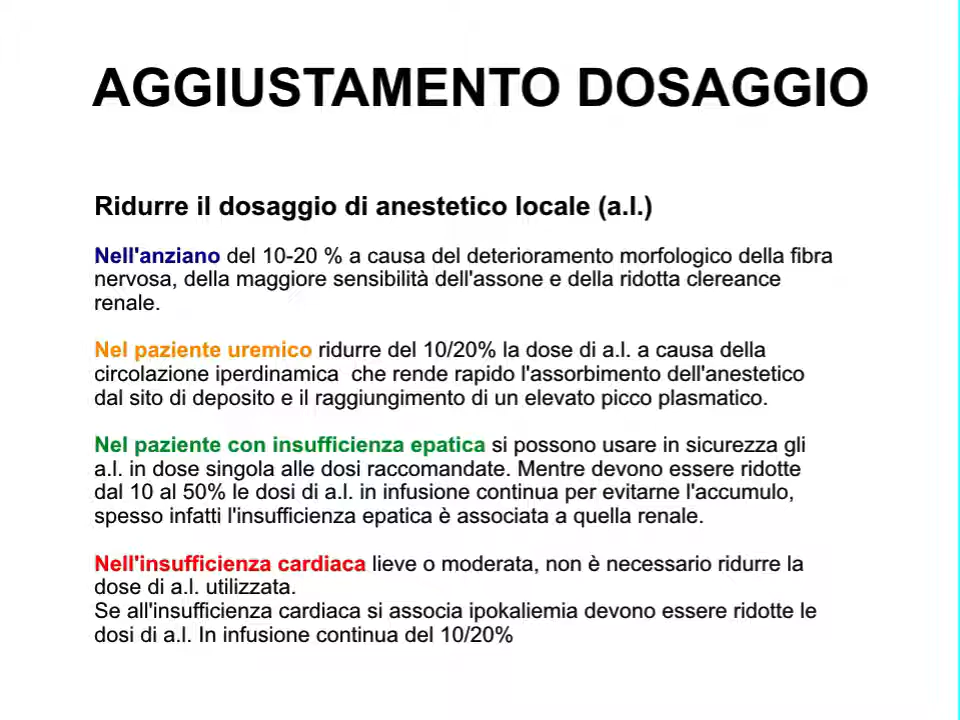 AGGIUSTAMENTO DOSAGGIO
Ridurre il dosaggio di anestetico locale (a.l.)
Nell'anziano del 10-20 % a causa del deterioramento morfologico della fibra
nervosa, della maggiore sensibilità dell'assone e della ridotta clereance
renale.
Nel paziente uremico ridurre del 10/20% la dose di a.l. a causa della
circolazione iperdinamica  che rende rapido l'assorbimento dell'anestetico
dal sito di deposito e il raggiungimento di un elevato picco plasmatico.
Nel paziente con insufficienza epatica si possono usare in sicurezza gli
a.l. in dose singola alle dosi raccomandate. Mentre devono essere ridotte
dal 10 al 50% le dosi di a.l. in infusione continua per evitarne l'accumulo,
spesso infatti l'insufficienza epatica è associata a quella renale.
Nell'insufficienza cardiaca lieve o moderata, non è necessario ridurre la
dose di a.l. utilizzata.
Se all'insufficienza cardiaca si associa ipokaliemia devono essere ridotte le
dosi di a.l. In infusione continua del 10/20%